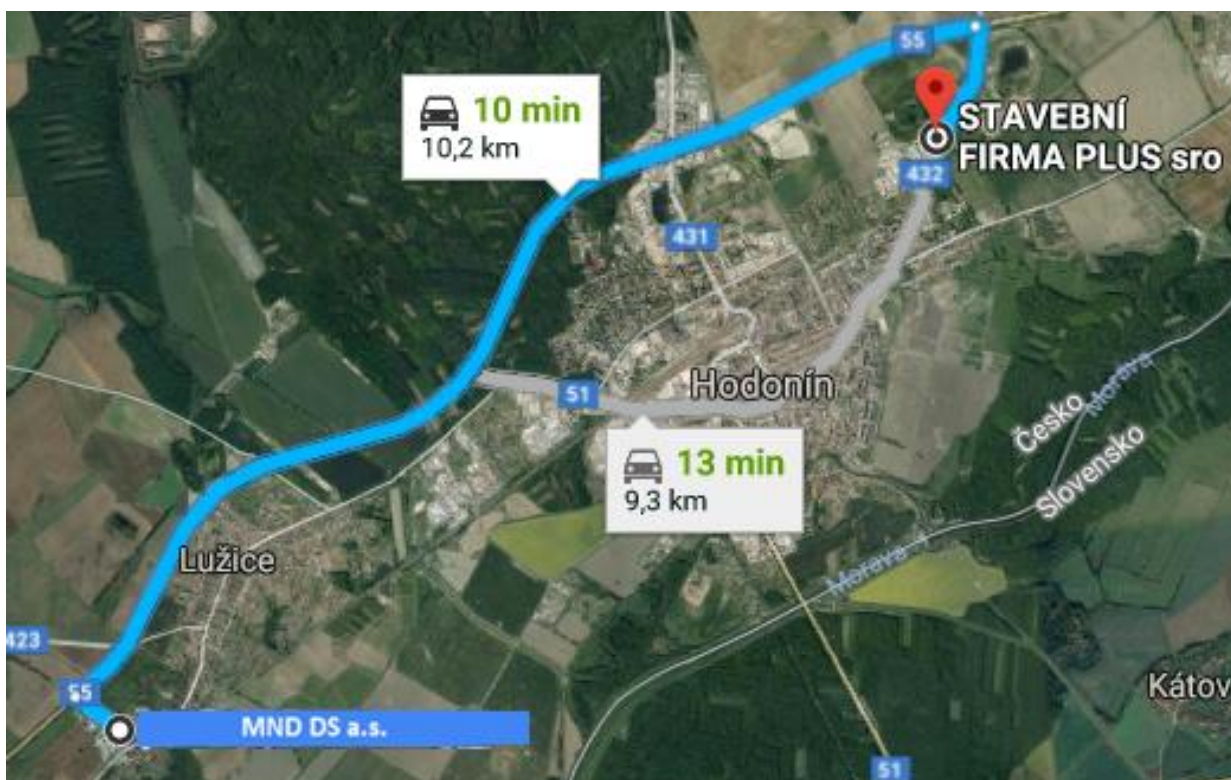 55
10 min
10,2 km
STAVEBNÍ
FIRMA PLUS sro
432
431
51
Hodonín
Morava
Česko
Slovensko
13 min
9,3 km
Lužice
Morava
423
55
Kátov
MND DS a.s.
51